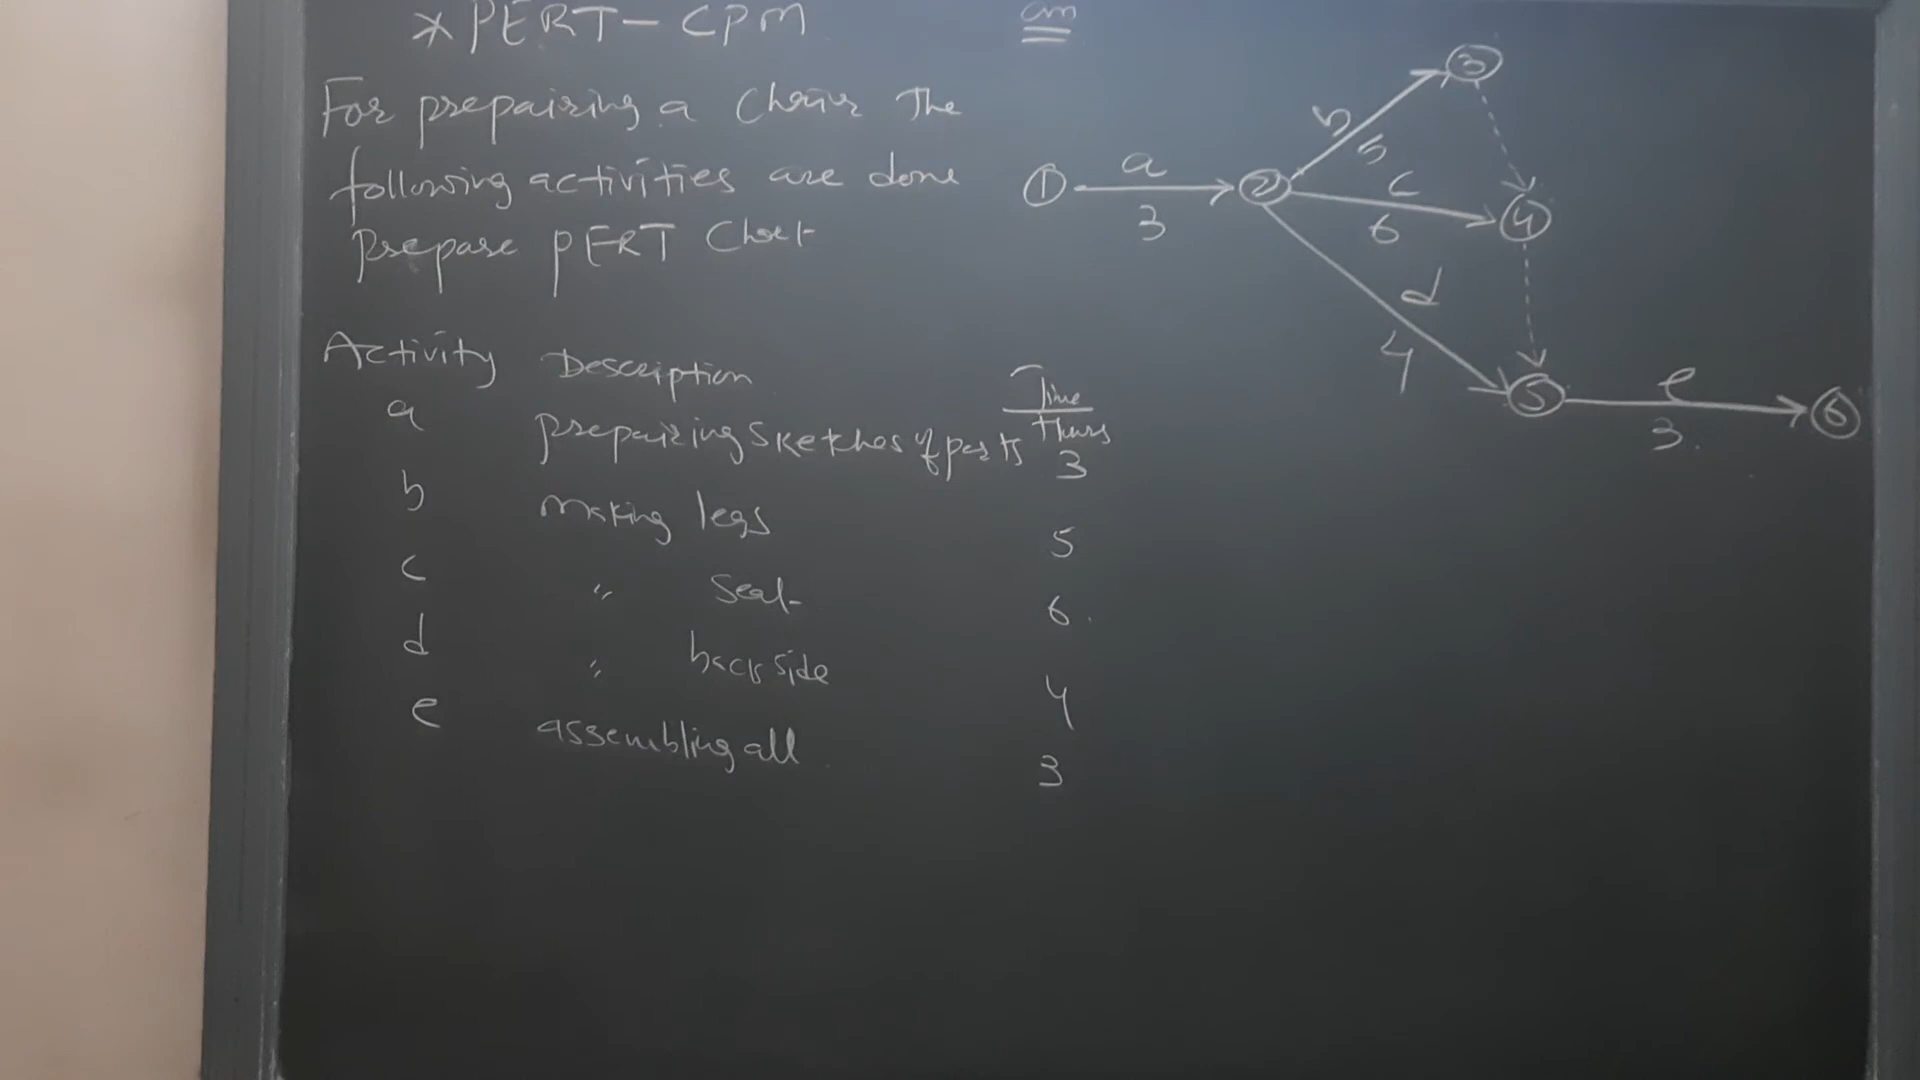 * PERT - CPM
For prepairing a Chair The
following activities are done
Prepare PERT Chart
Activity Description Time
a prepairing sketches of parts 3
b making legs 5
c " Seat 6.
d " back side 4
e assembling all 3
1 a 3 2
b 5 3
c 6 4
d 4 5
e 3. 6